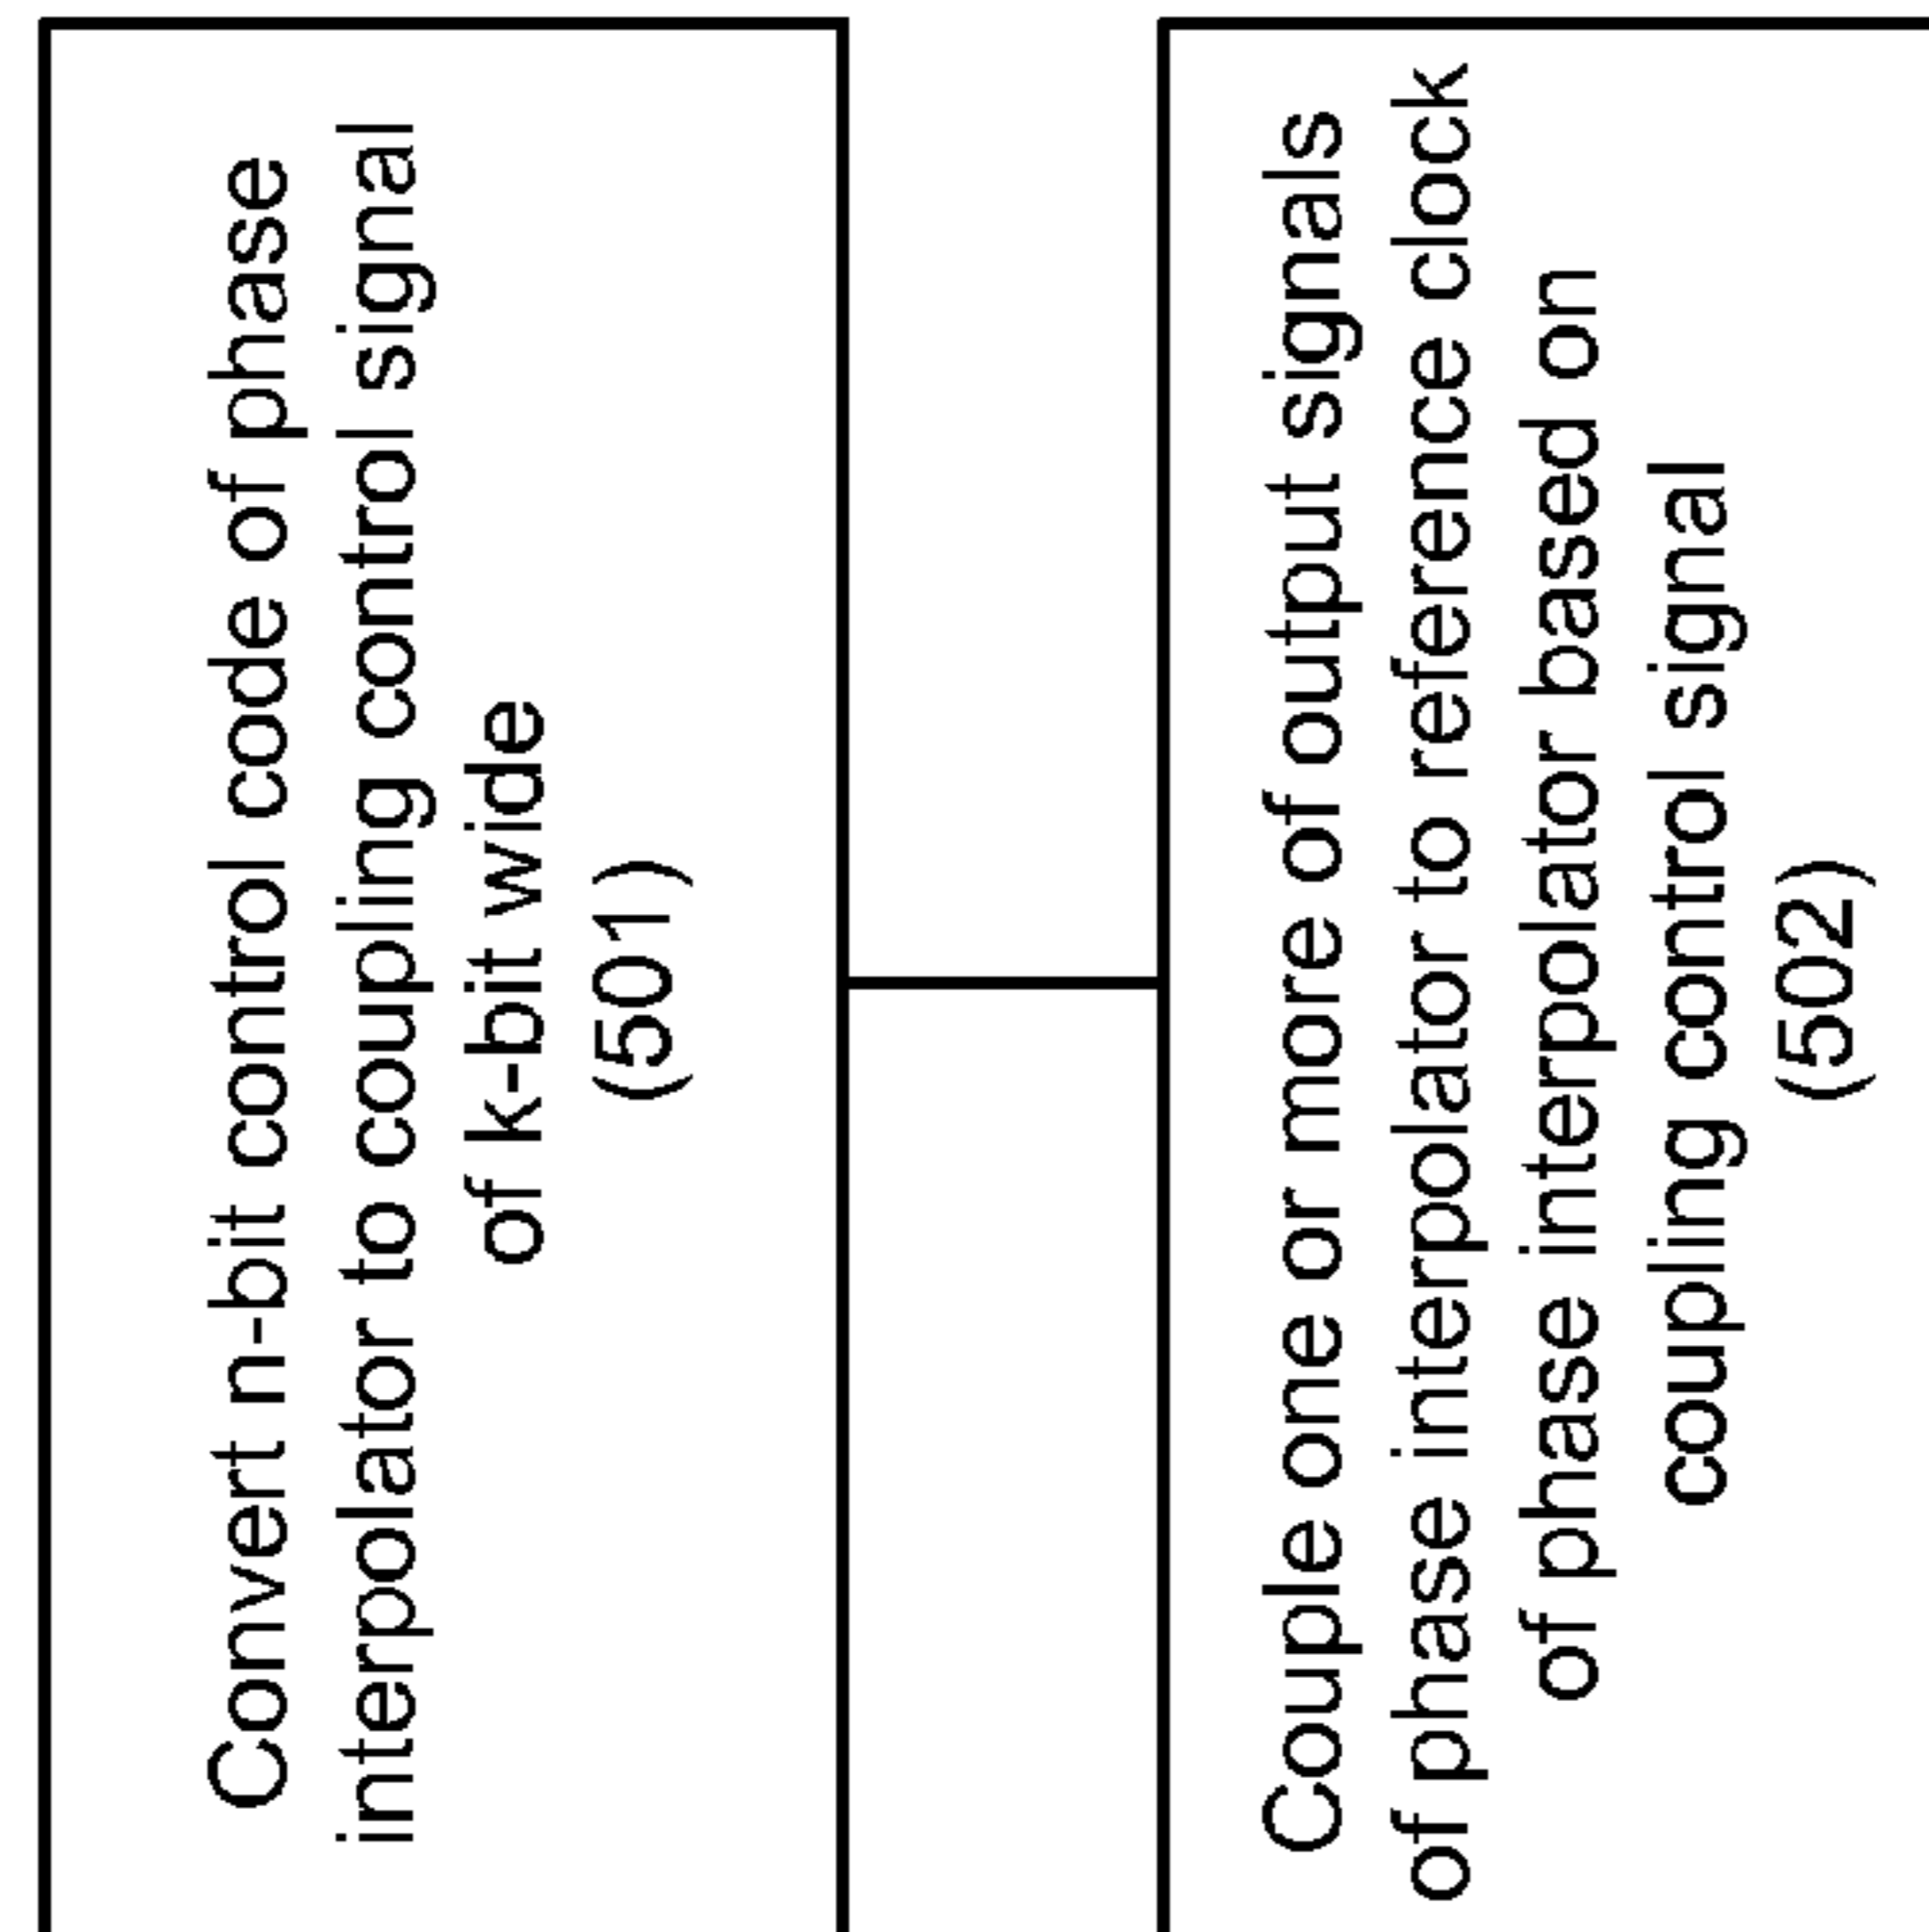 Convert n-bit control code of phase
interpolator to coupling control signal
of k-bit wide
(501)
Couple one or more of output signals
of phase interpolator to reference clock
of phase interpolator based on
coupling control signal
(502)